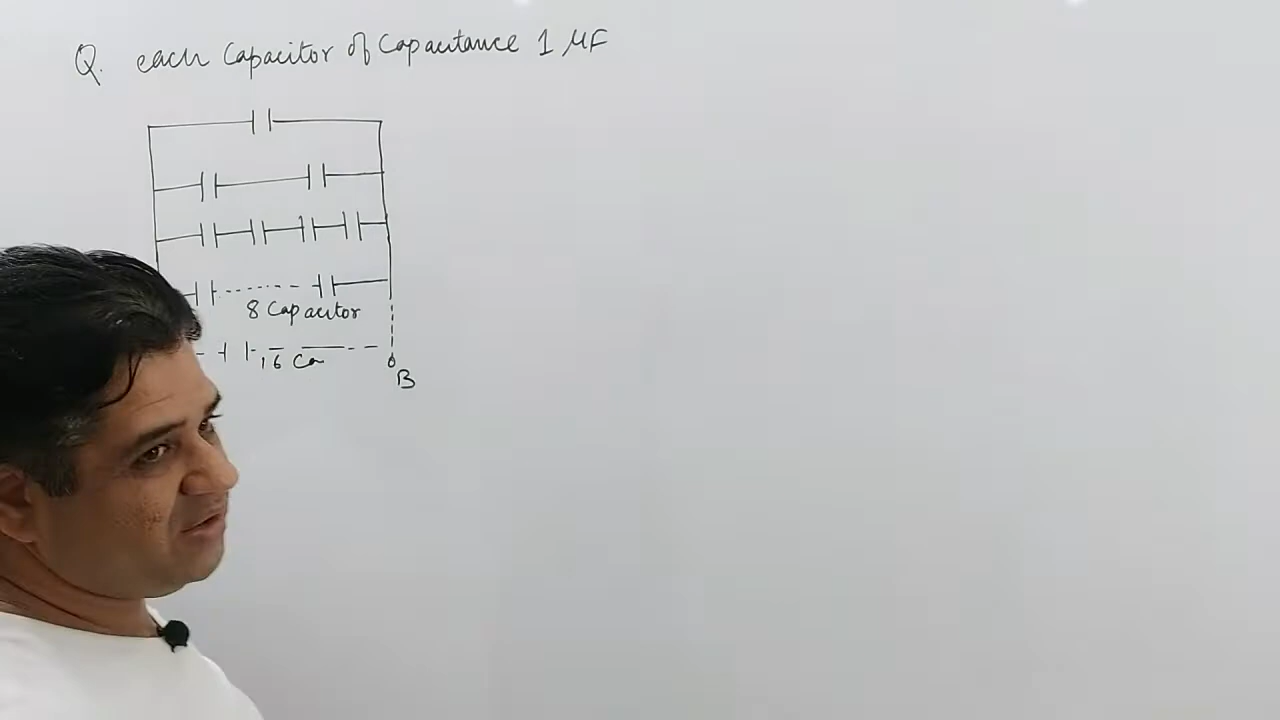 Q. each Capacitor of Capacitance 1 μF
8 Capacitor
16 Ca
B